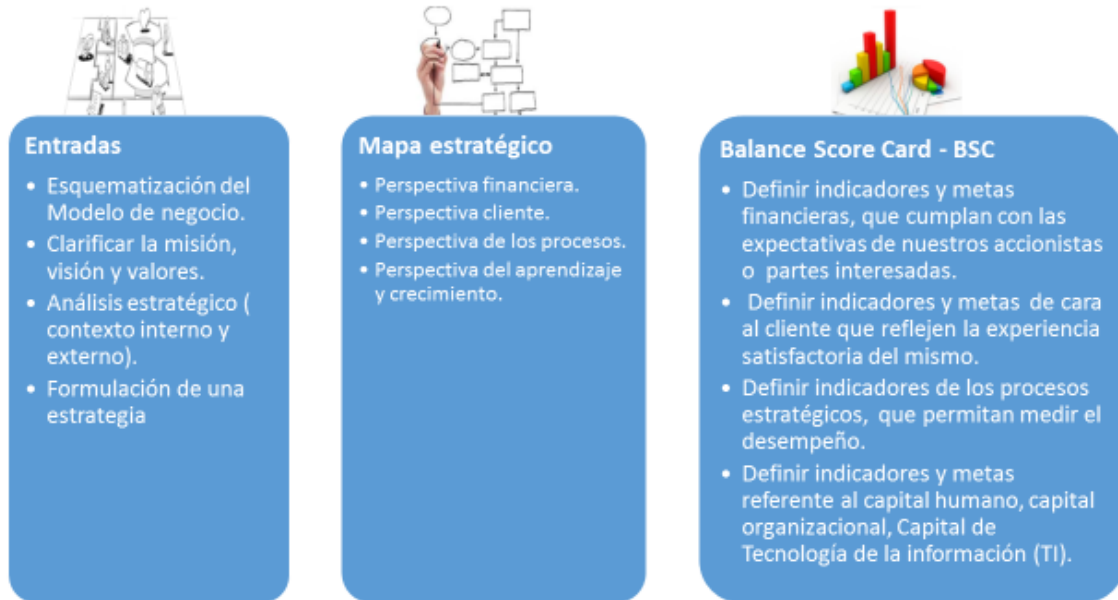 Entradas
• Esquematización del
Modelo de negocio.
• Clarificar la misión,
visión y valores.
• Análisis estratégico (
contexto interno y
externo).
• Formulación de una
estrategia
Mapa estratégico
• Perspectiva financiera.
• Perspectiva cliente.
• Perspectiva de los procesos.
• Perspectiva del aprendizaje
y crecimiento.
Balance Score Card - BSC
• Definir indicadores y metas
financieras, que cumplan con las
expectativas de nuestros accionistas
o partes interesadas.
• Definir indicadores y metas de cara
al cliente que reflejen la experiencia
satisfactoria del mismo.
• Definir indicadores de los procesos
estratégicos, que permitan medir el
desempeño.
• Definir indicadores y metas
referente al capital humano, capital
organizacional, Capital de
Tecnología de la información (TI).